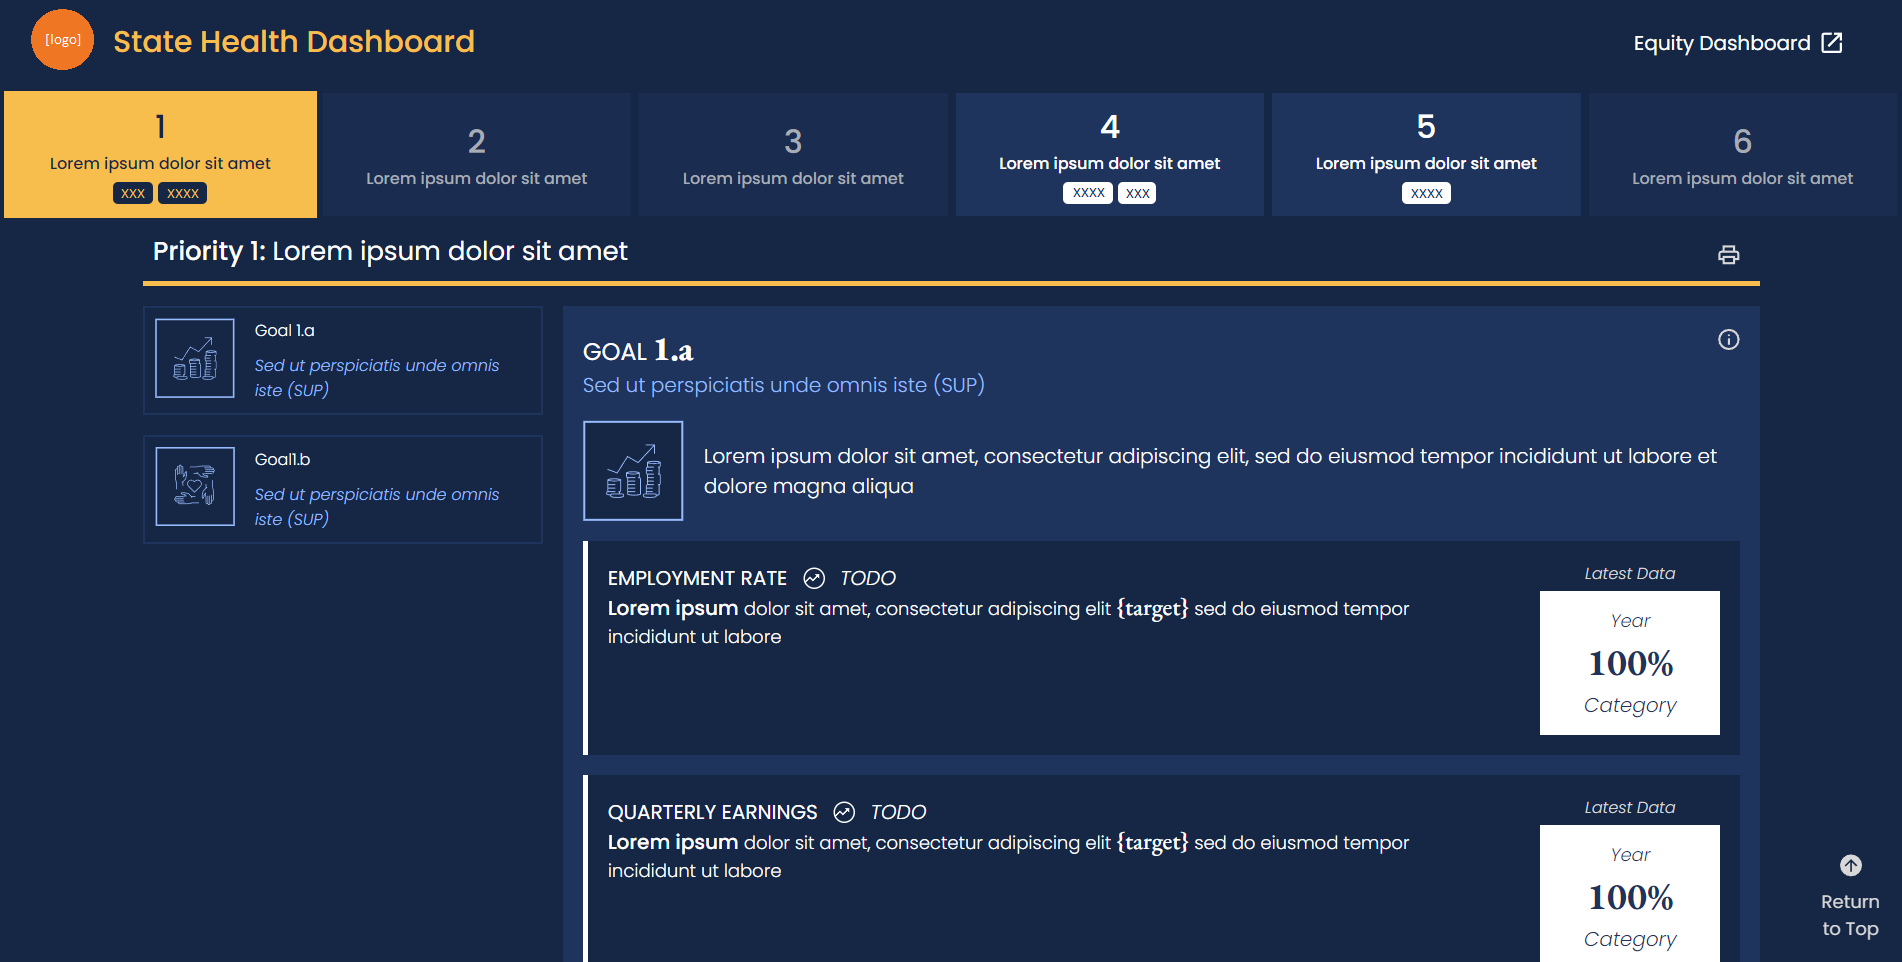 [logo]
State Health Dashboard
Equity Dashboard
1
Lorem ipsum dolor sit amet
XXX XXXX
2
Lorem ipsum dolor sit amet
3
Lorem ipsum dolor sit amet
4
Lorem ipsum dolor sit amet
XXXX XXX
5
Lorem ipsum dolor sit amet
XXXX
6
Lorem ipsum dolor sit amet
Priority 1: Lorem ipsum dolor sit amet
Goal 1.a
Sed ut perspiciatis unde omnis
iste (SUP)
Goal1.b
Sed ut perspiciatis unde omnis
iste (SUP)
GOAL 1.a
Sed ut perspiciatis unde omnis iste (SUP)
Lorem ipsum dolor sit amet, consectetur adipiscing elit, sed do eiusmod tempor incididunt ut labore et
dolore magna aliqua
EMPLOYMENT RATE TODO
Lorem ipsum dolor sit amet, consectetur adipiscing elit {target} sed do eiusmod tempor
incididunt ut labore
Latest Data
Year
100%
Category
QUARTERLY EARNINGS TODO
Lorem ipsum dolor sit amet, consectetur adipiscing elit {target} sed do eiusmod tempor
incididunt ut labore
Latest Data
Year
100%
Category
Return
to Top